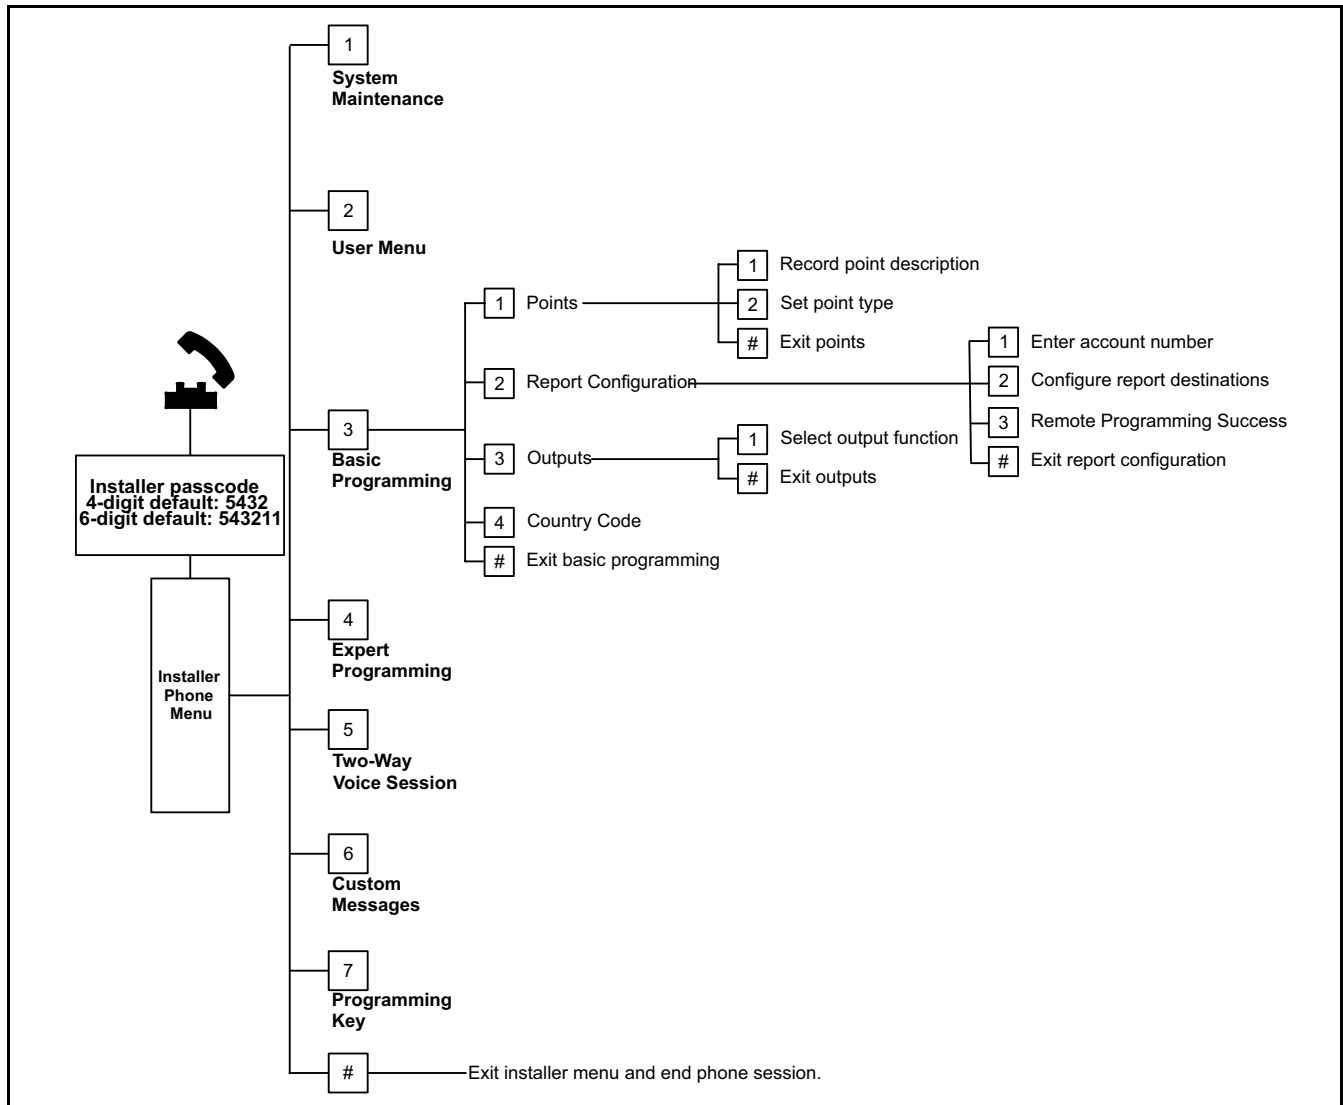 1
System
Maintenance
2
User Menu
Installer passcode
4-digit default: 5432
6-digit default: 543211
Installer
Phone
Menu
3
Basic
Programming
1 Points
1 Record point description
2 Set point type
# Exit points
2 Report Configuration
1 Enter account number
2 Configure report destinations
3 Remote Programming Success
# Exit report configuration
3 Outputs
1 Select output function
# Exit outputs
4 Country Code
# Exit basic programming
4
Expert
Programming
5
Two-Way
Voice Session
6
Custom
Messages
7
Programming
Key
# Exit installer menu and end phone session.